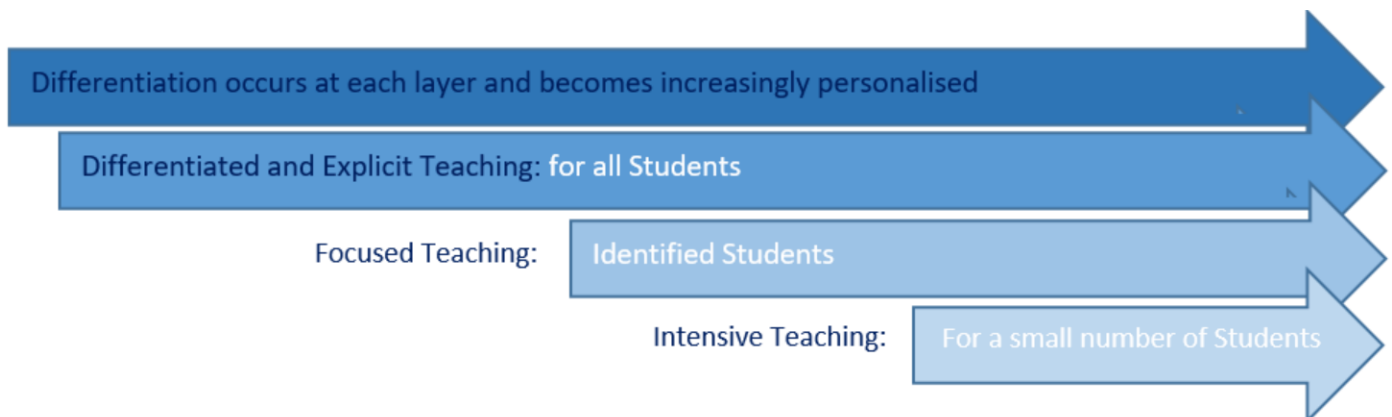 Differentiation occurs at each layer and becomes increasingly personalised
Differentiated and Explicit Teaching: for all Students
Focused Teaching: Identified Students
Intensive Teaching: For a small number of Students